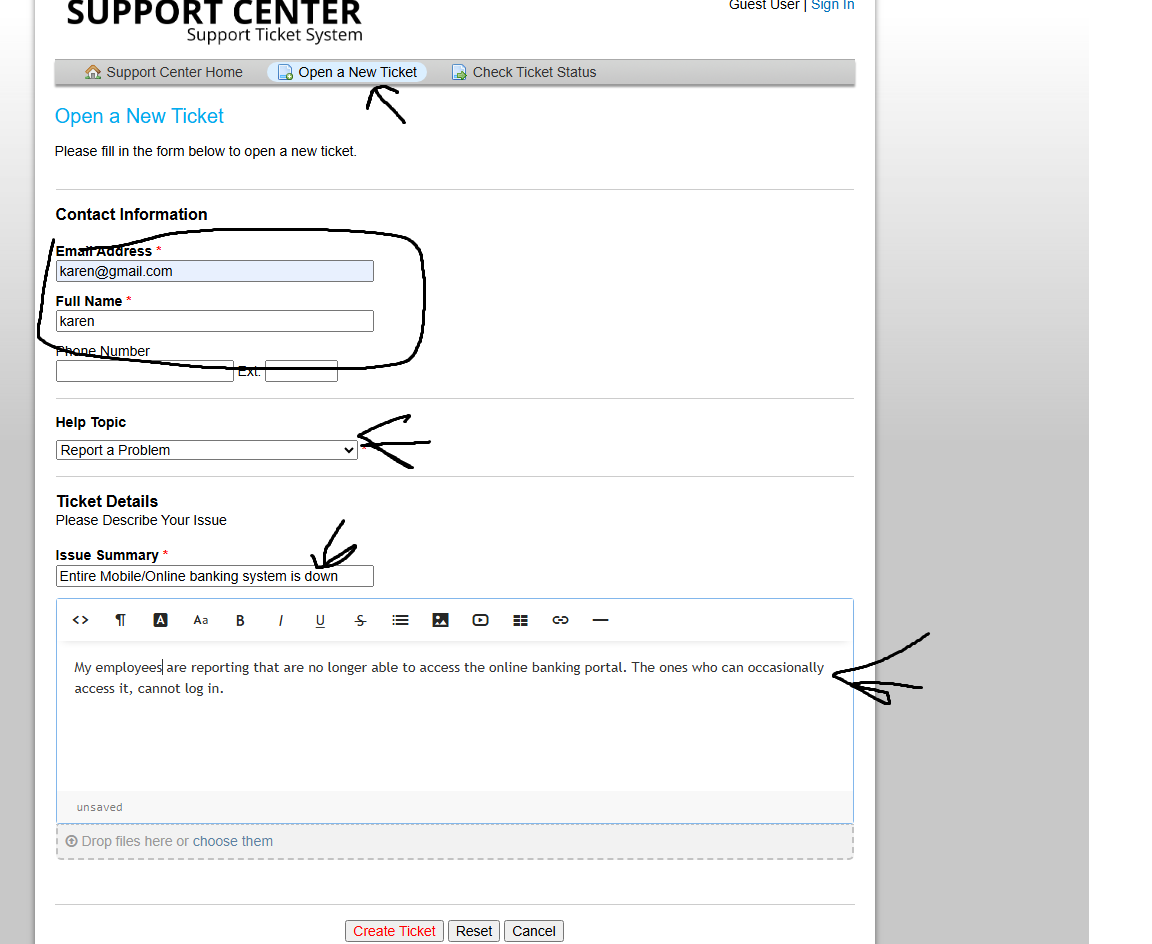 SUPPORT CENTER
Support Ticket System
Guest User | Sign In
Support Center Home Open a New Ticket Check Ticket Status
Open a New Ticket
Please fill in the form below to open a new ticket.
Contact Information
Email Address *
karen@gmail.com
Full Name *
karen
Phone Number
Ext:
Help Topic
Report a Problem *
Ticket Details
Please Describe Your Issue
Issue Summary *
Entire Mobile/Online banking system is down
<> ¶ A Aa B I U S
My employees are reporting that are no longer able to access the online banking portal. The ones who can occasionally
access it, cannot log in.
unsaved
Drop files here or choose them
Create Ticket Reset Cancel